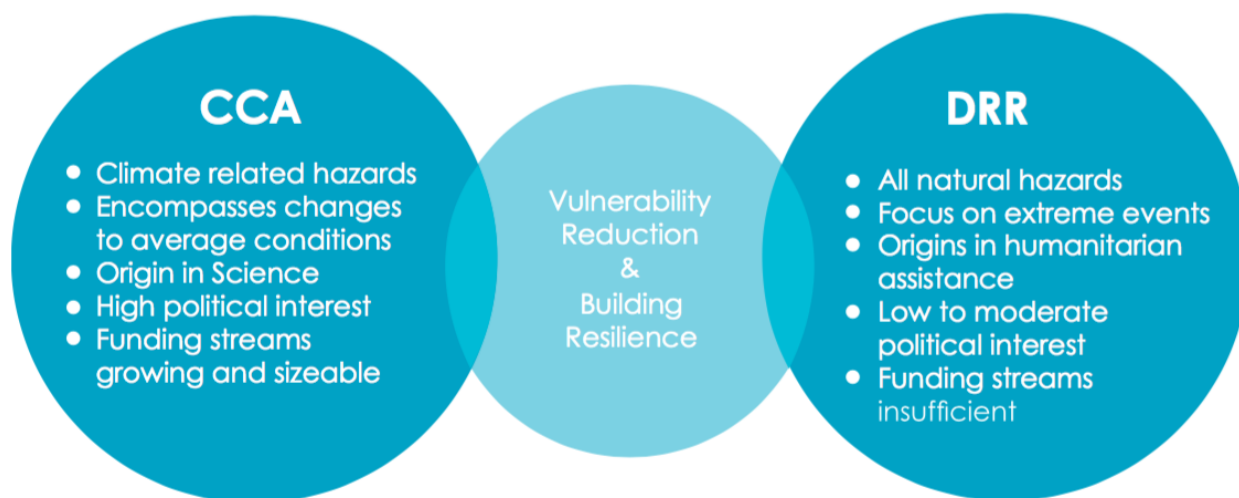 CCA
● Climate related hazards
● Encompasses changes
to average conditions
● Origin in Science
● High political interest
● Funding streams
growing and sizeable
Vulnerability
Reduction
&
Building
Resilience
DRR
● All natural hazards
● Focus on extreme events
● Origins in humanitarian
assistance
● Low to moderate
political interest
● Funding streams
insufficient